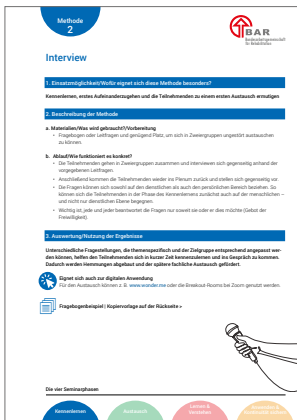 Methode
2
BAR
Bundesarbeitsgemeinschaft
für Rehabilitation
Interview
1. Einsatzmöglichkeit/Wofür eignet sich diese Methode besonders?
Kennenlernen, erstes Aufeinanderzugehen und die Teilnehmenden zu einem ersten Austausch ermutigen
2. Beschreibung der Methode
a. Materialien/Was wird gebraucht?/Vorbereitung
• Fragebogen oder Leitfragen und genügend Platz, um sich in Zweiergruppen ungestört austauschen
zu können.
b. Ablauf/Wie funktioniert es konkret?
• Die Teilnehmenden gehen in Zweiergruppen zusammen und interviewen sich gegenseitig anhand der
vorgegebenen Leitfragen.
• Anschließend kommen die Teilnehmenden wieder ins Plenum zurück und stellen sich gegenseitig vor.
• Die Fragen können sich sowohl auf den dienstlichen als auch den persönlichen Bereich beziehen. So
können sich die Teilnehmenden in der Phase des Kennenlernens zunächst auch auf der menschlichen –
und nicht nur dienstlichen Ebene begegnen.
• Wichtig ist, jede und jeder beantwortet die Fragen nur soweit sie oder er dies möchte (Gebot der
Freiwilligkeit).
3. Auswertung/Nutzung der Ergebnisse
Unterschiedliche Fragestellungen, die themenspezifisch und der Zielgruppe entsprechend angepasst wer-
den können, helfen den Teilnehmenden sich in kurzer Zeit kennenzulernen und ins Gespräch zu kommen.
Dadurch werden Hemmungen abgebaut und der spätere fachliche Austausch gefördert.
Eignet sich auch zur digitalen Anwendung
Für den Austausch können z. B. www.wonder.me oder die Breakout-Rooms bei Zoom genutzt werden.
Fragebogenbeispiel | Kopiervorlage auf der Rückseite >
Die vier Seminarphasen
Kennenlernen
Austausch
Lernen &
Verstehen